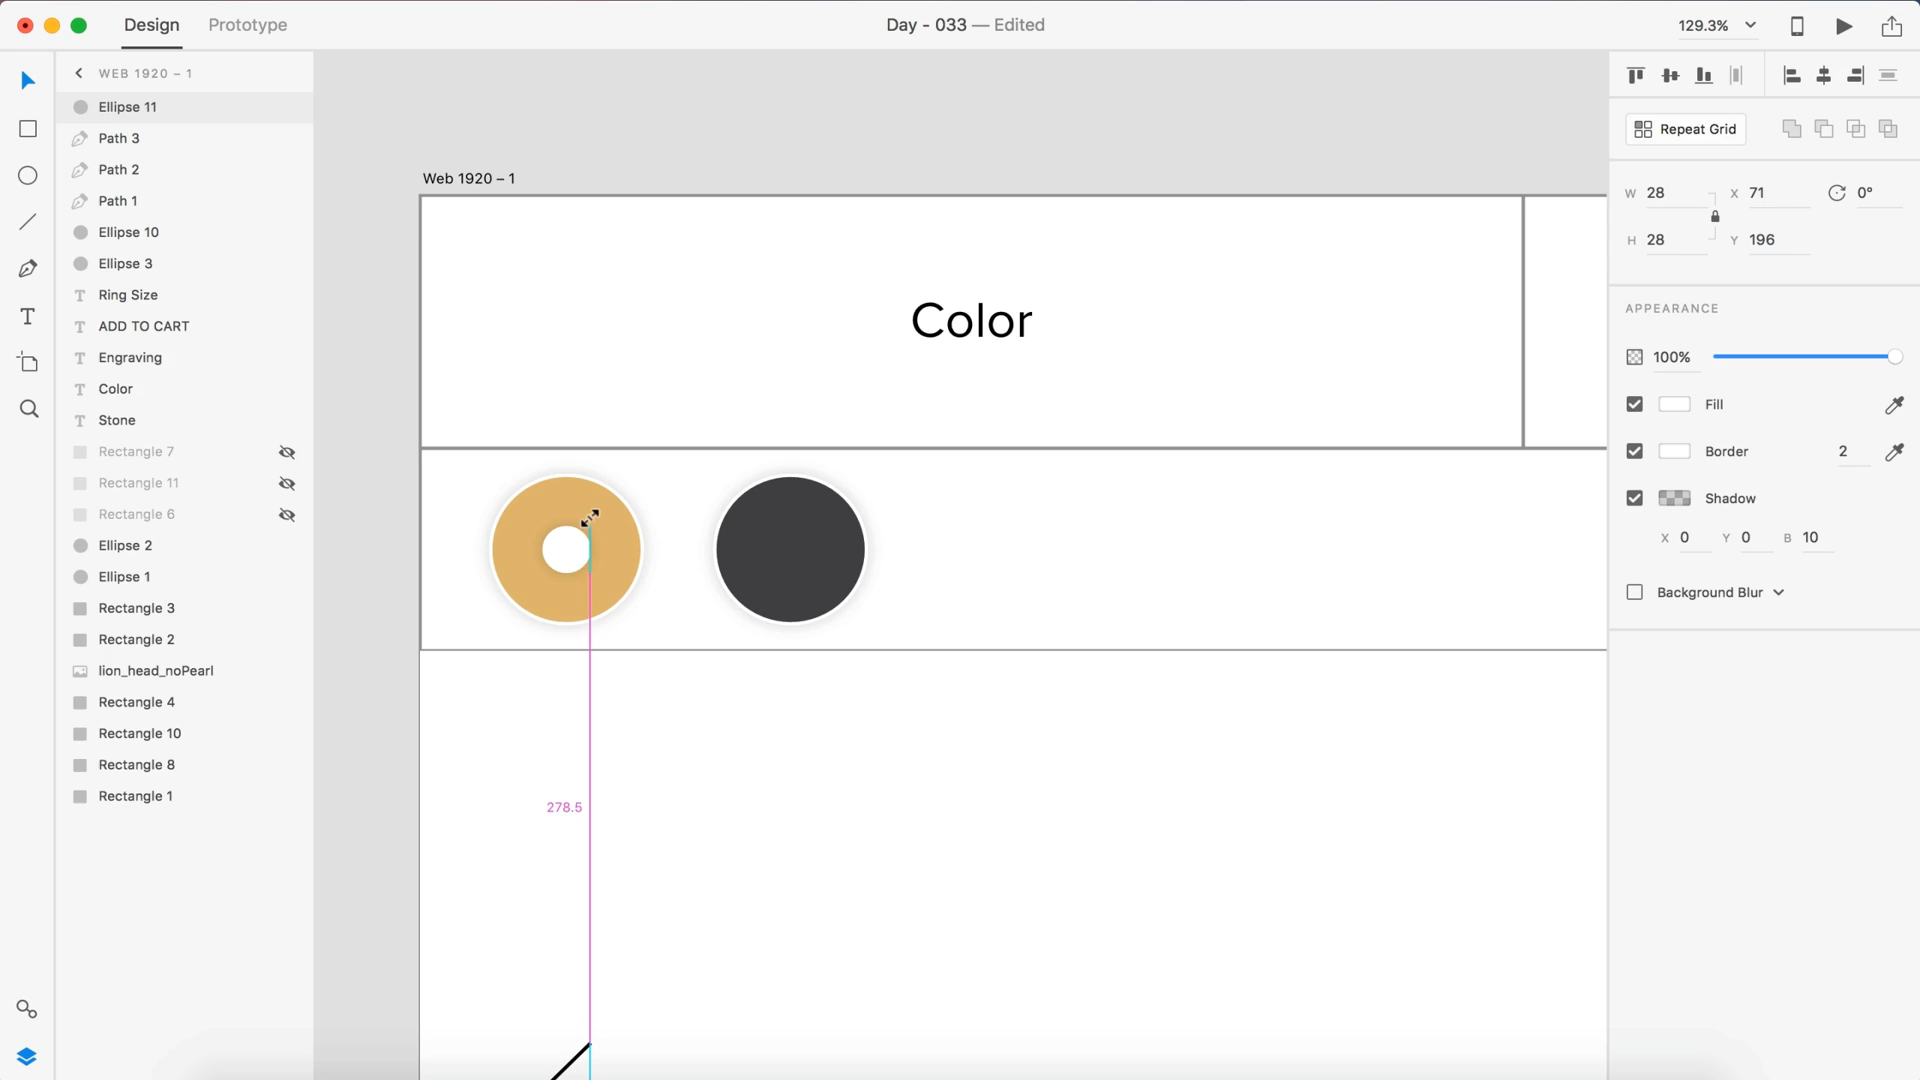 Design
Prototype
Day - 033 — Edited
129.3%
WEB 1920 – 1
Ellipse 11
Path 3
Path 2
Path 1
Ellipse 10
Ellipse 3
Ring Size
ADD TO CART
Engraving
Color
Stone
Rectangle 7
Rectangle 11
Rectangle 6
Ellipse 2
Ellipse 1
Rectangle 3
Rectangle 2
lion_head_noPearl
Rectangle 4
Rectangle 10
Rectangle 8
Rectangle 1
Web 1920 – 1
Color
278.5
Repeat Grid
W 28 X 71 0°
H 28 Y 196
APPEARANCE
100%
Fill
Border 2
Shadow
X 0 Y 0 B 10
Background Blur